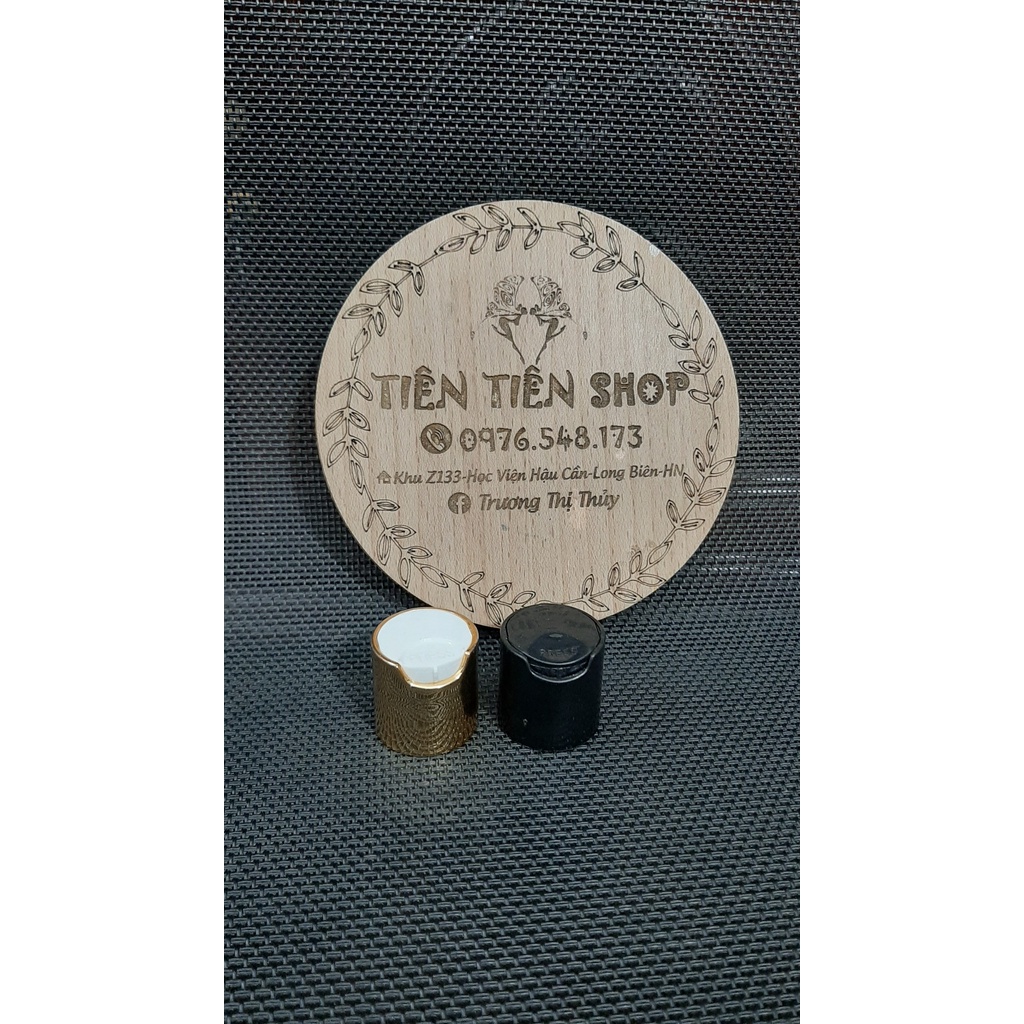 TIÊN TIÊN SHOP
0976.548.173
Khu Z133-Học Viện Hậu Cần-Long Biên-HN
Trương Thị Thủy